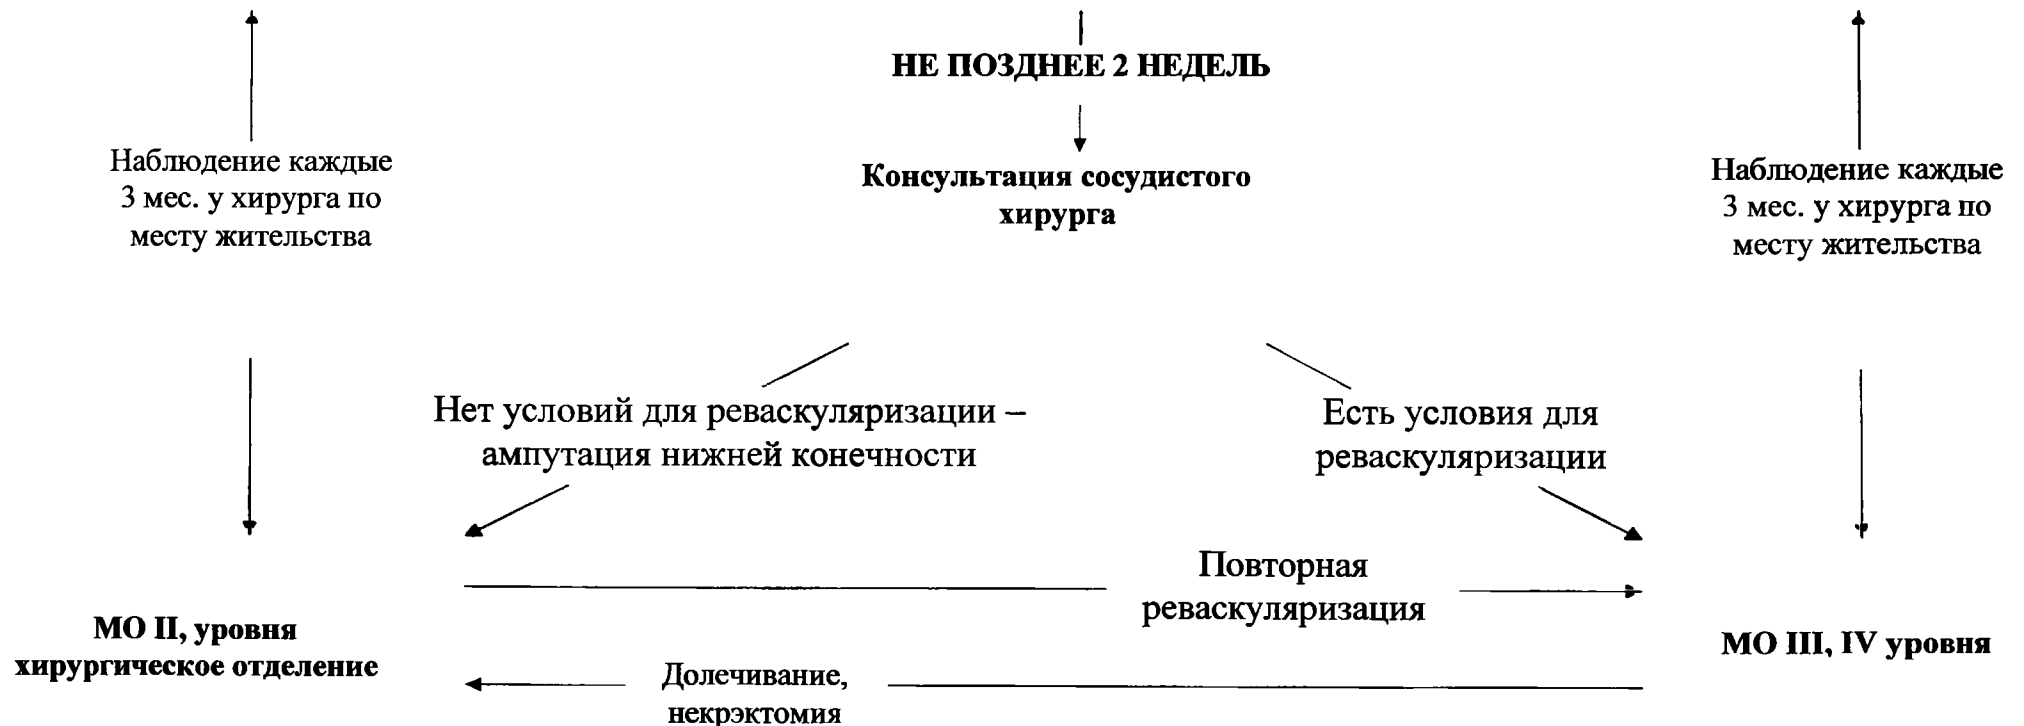 НЕ ПОЗДНЕЕ 2 НЕДЕЛЬ
Наблюдение каждые
3 мес. у хирурга по
месту жительства
Консультация сосудистого
хирурга
Наблюдение каждые
3 мес. у хирурга по
месту жительства
Нет условий для реваскуляризации –
ампутация нижней конечности
Есть условия для
реваскуляризации
Повторная
реваскуляризация
МО II, уровня
хирургическое отделение
МО III, IV уровня
Долечивание,
некрэктомия